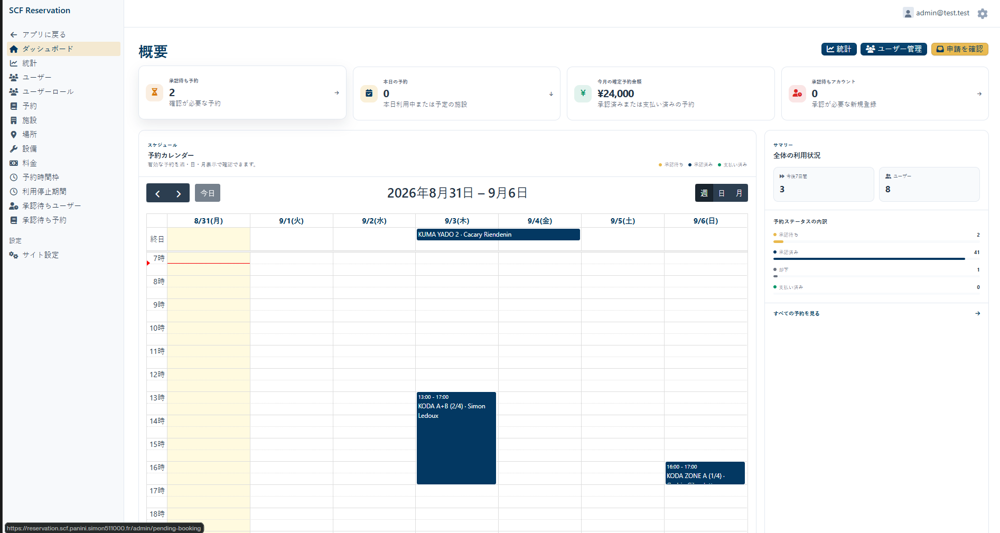 SCF Reservation
admin@test.test
アプリに戻る
ダッシュボード
統計
ユーザー
ユーザーロール
予約
施設
場所
設備
料金
予約時間枠
利用停止期間
承認待ちユーザー
承認待ち予約
設定
サイト設定
概要
統計
ユーザー管理
申請を確認
承認待ち予約
2
確認が必要な予約
本日の予約
0
本日利用中または予定の施設
今月の確定予約金額
¥24,000
承認済みまたは支払い済みの予約
承認待ちアカウント
0
承認が必要な新規登録
スケジュール
予約カレンダー
有効な予約を週・日・月表示で確認できます。
承認待ち
承認済み
支払い済み
今日
2026年8月31日 – 9月6日
週
日
月
8/31(月)
9/1(火)
9/2(水)
9/3(木)
9/4(金)
9/5(土)
9/6(日)
終日
KUMA YADO 2 · Cacary Riendenin
7時
8時
9時
10時
11時
12時
13時
14時
15時
16時
17時
18時
13:00 - 17:00
KODA A+B (2/4) · Simon
Ledoux
16:00 - 17:00
KODA ZONE A (1/4) ·
サマリー
全体の利用状況
今後7日間
3
ユーザー
8
予約ステータスの内訳
承認待ち
2
承認済み
41
却下
1
支払い済み
0
すべての予約を見る
https://reservation.scf.panini.simon511000.fr/admin/pending-booking